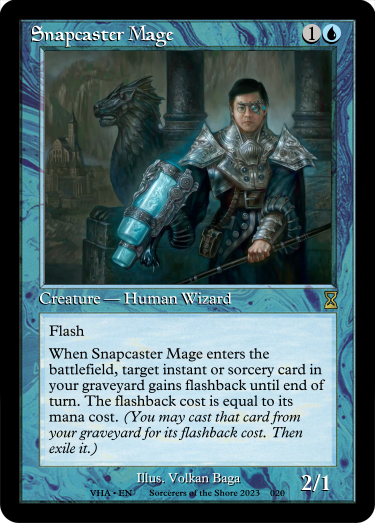 Snapcaster Mage 1
Creature — Human Wizard
Flash
When Snapcaster Mage enters the
battlefield, target instant or sorcery card in
your graveyard gains flashback until end of
turn. The flashback cost is equal to its
mana cost. (You may cast that card from
your graveyard for its flashback cost. Then
exile it.)
Illus. Volkan Baga
2/1
VHA • EN Sorcerers of the Shore 2023 020